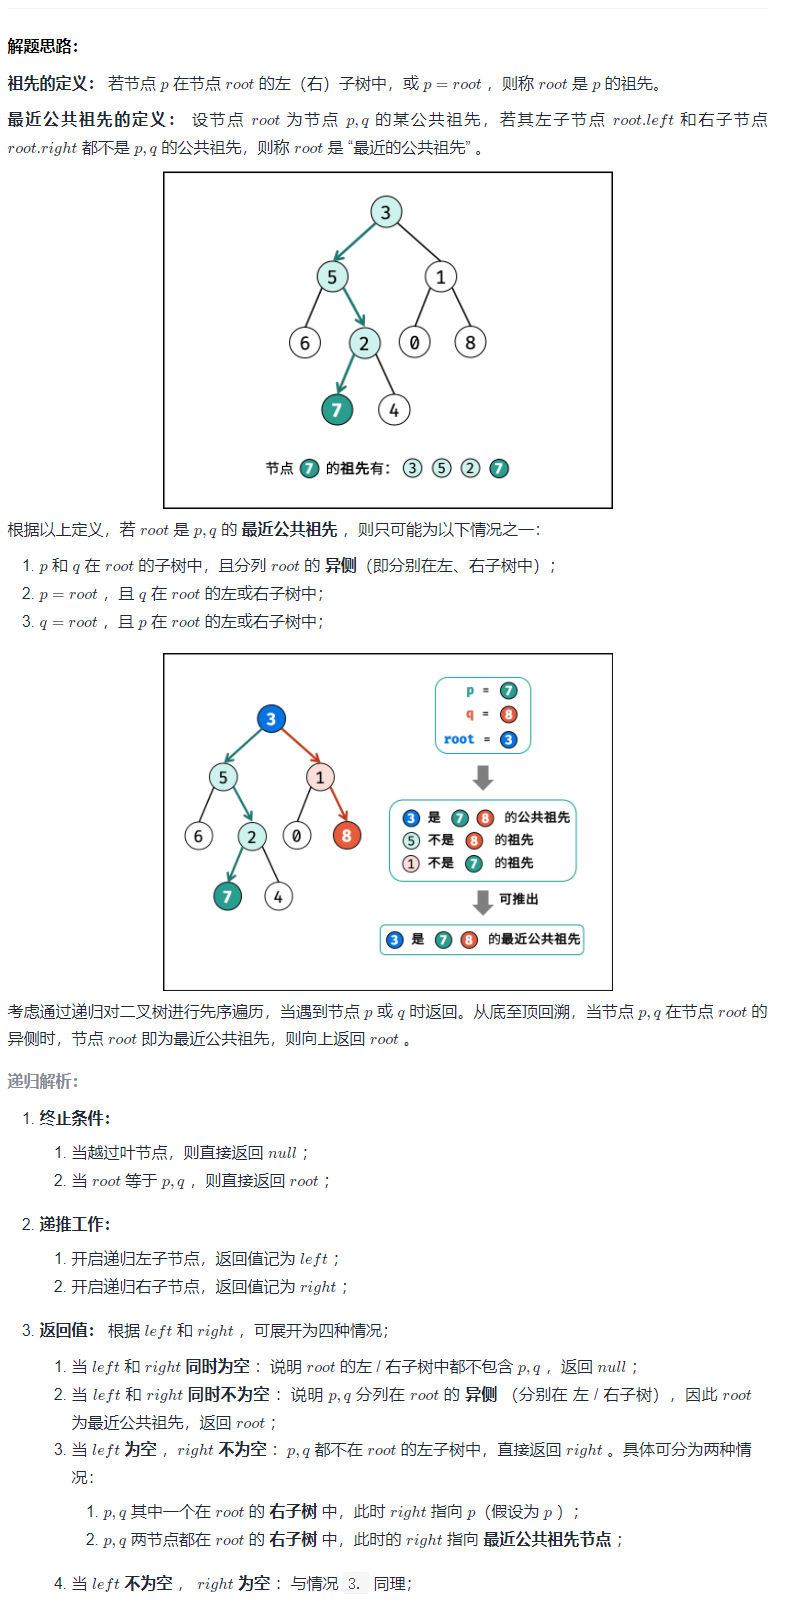 解题思路：
祖先的定义： 若节点 p 在节点 root 的左（右）子树中，或 p = root ，则称 root 是 p 的祖先。
最近公共祖先的定义： 设节点 root 为节点 p, q 的某公共祖先，若其左子节点 root.left 和右子节点
root.right 都不是 p, q 的公共祖先，则称 root 是 “最近的公共祖先” 。
3
5 1
6 2 0 8
7 4
节点 7 的祖先有： 3 5 2 7
根据以上定义，若 root 是 p, q 的 最近公共祖先 ，则只可能为以下情况之一：
1. p 和 q 在 root 的子树中，且分列 root 的 异侧（即分别在左、右子树中）；
2. p = root ，且 q 在 root 的左或右子树中；
3. q = root ，且 p 在 root 的左或右子树中；
3
5 1
6 2 0 8
7 4
p = 7
q = 8
root = 3
3 是 7 8 的公共祖先
5 不是 8 的祖先
1 不是 7 的祖先
可推出
3 是 7 8 的最近公共祖先
考虑通过递归对二叉树进行先序遍历，当遇到节点 p 或 q 时返回。从底至顶回溯，当节点 p, q 在节点 root 的
异侧时，节点 root 即为最近公共祖先，则向上返回 root 。
递归解析：
1. 终止条件：
1. 当越过叶节点，则直接返回 null ；
2. 当 root 等于 p, q ，则直接返回 root ；
2. 递推工作：
1. 开启递归左子节点，返回值记为 left ；
2. 开启递归右子节点，返回值记为 right ；
3. 返回值： 根据 left 和 right ，可展开为四种情况；
1. 当 left 和 right 同时为空 ：说明 root 的左 / 右子树中都不包含 p, q ，返回 null ；
2. 当 left 和 right 同时不为空 ：说明 p, q 分列在 root 的 异侧 （分别在 左 / 右子树），因此 root
为最近公共祖先，返回 root ；
3. 当 left 为空 ，right 不为空 ：p, q 都不在 root 的左子树中，直接返回 right 。具体可分为两种情
况：
1. p, q 其中一个在 root 的 右子树 中，此时 right 指向 p（假设为 p ）；
2. p, q 两节点都在 root 的 右子树 中，此时的 right 指向 最近公共祖先节点 ；
4. 当 left 不为空 ， right 为空 ：与情况 3. 同理；